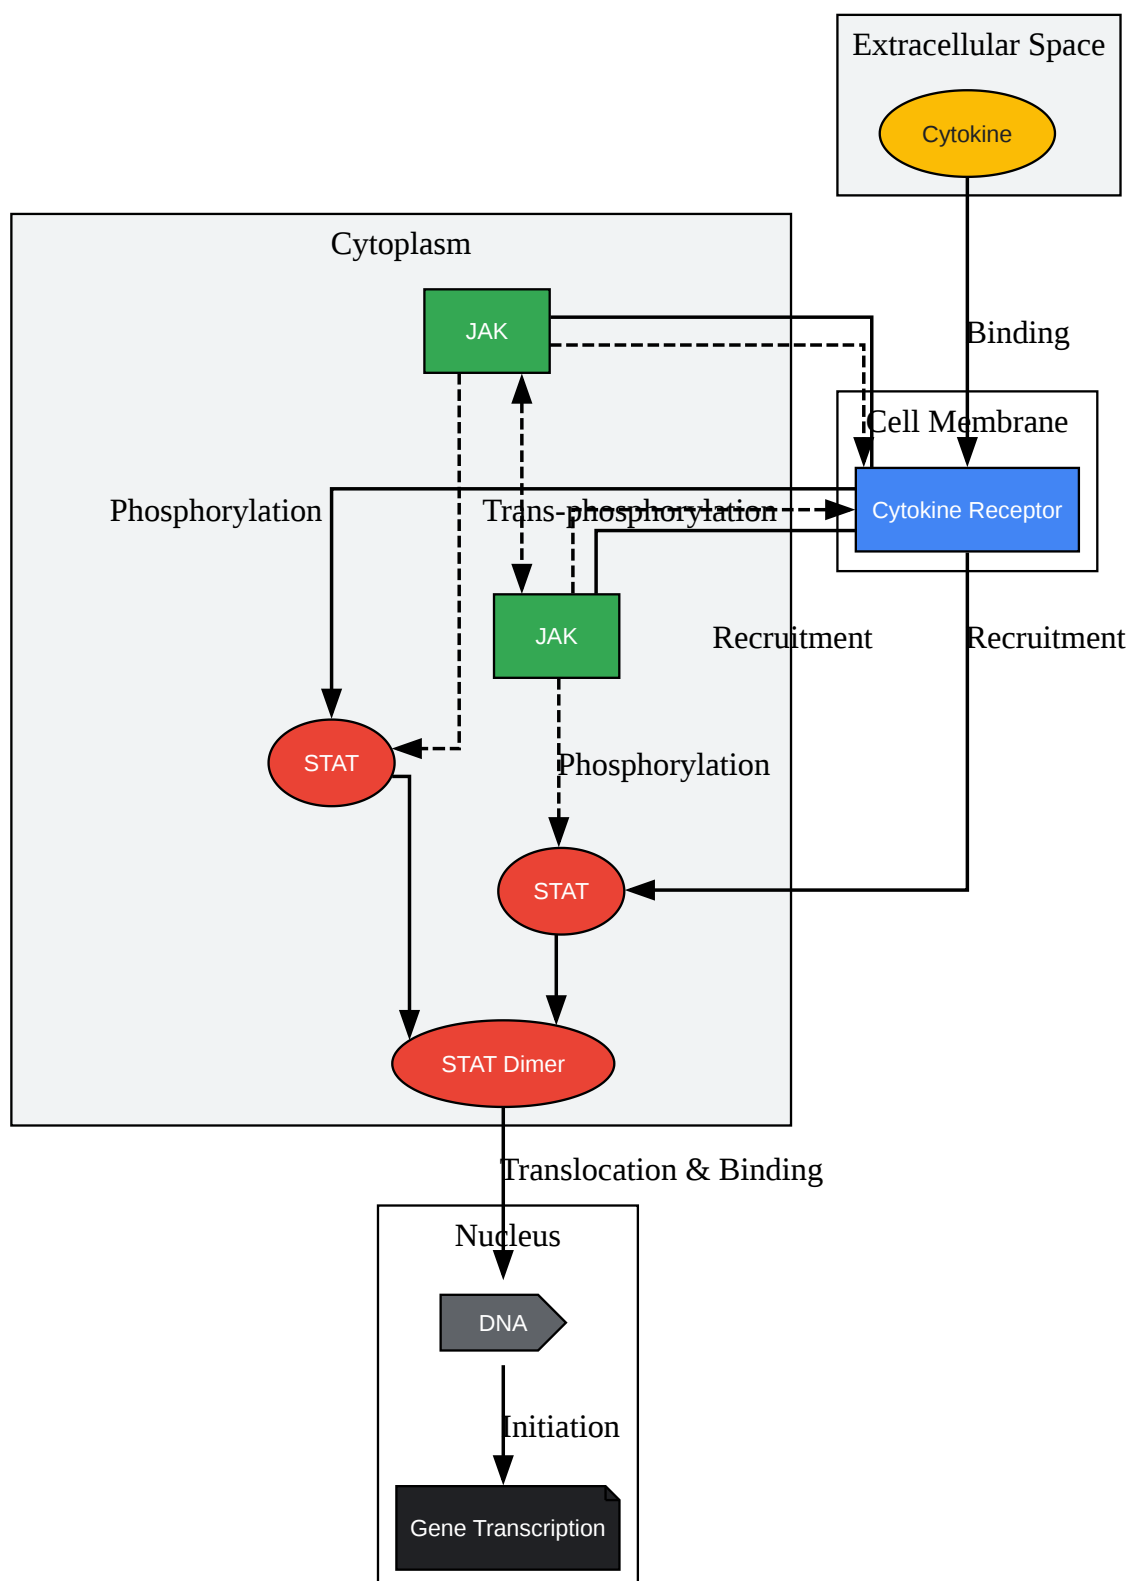 Extracellular Space
Cytokine
Cytoplasm
JAK
Binding
Cell Membrane
Phosphorylation
Trans-phosphorylation
Cytokine Receptor
JAK
Recruitment
Recruitment
STAT
Phosphorylation
STAT
STAT Dimer
Translocation & Binding
Nucleus
DNA
Initiation
Gene Transcription